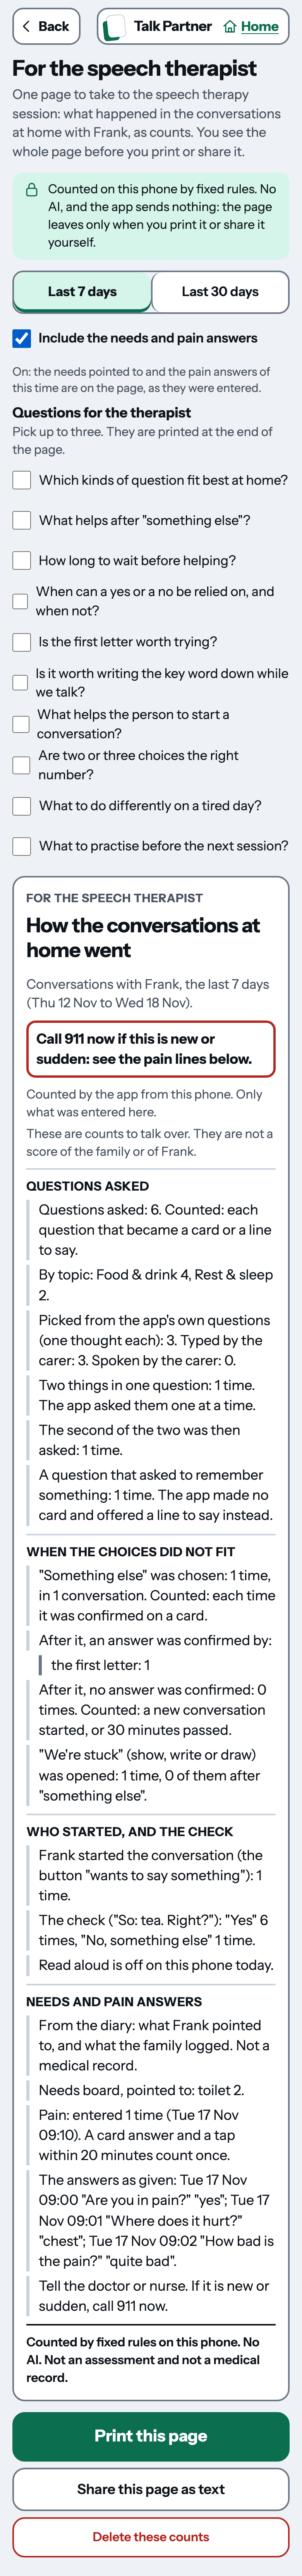 Back
Talk Partner
Home
For the speech therapist
One page to take to the speech therapy
session: what happened in the conversations
at home with Frank, as counts. You see the
whole page before you print or share it.
Counted on this phone by fixed rules. No
AI, and the app sends nothing: the page
leaves only when you print it or share it
yourself.
Last 7 days
Last 30 days
Include the needs and pain answers
On: the needs pointed to and the pain answers of
this time are on the page, as they were entered.
Questions for the therapist
Pick up to three. They are printed at the end of
the page.
Which kinds of question fit best at home?
What helps after "something else"?
How long to wait before helping?
When can a yes or a no be relied on, and
when not?
Is the first letter worth trying?
Is it worth writing the key word down while
we talk?
What helps the person to start a
conversation?
Are two or three choices the right
number?
What to do differently on a tired day?
What to practise before the next session?
FOR THE SPEECH THERAPIST
How the conversations at
home went
Conversations with Frank, the last 7 days
(Thu 12 Nov to Wed 18 Nov).
Call 911 now if this is new or
sudden: see the pain lines below.
Counted by the app from this phone. Only
what was entered here.
These are counts to talk over. They are not a
score of the family or of Frank.
QUESTIONS ASKED
Questions asked: 6. Counted: each
question that became a card or a line
to say.
By topic: Food & drink 4, Rest & sleep
2.
Picked from the app's own questions
(one thought each): 3. Typed by the
carer: 3. Spoken by the carer: 0.
Two things in one question: 1 time.
The app asked them one at a time.
The second of the two was then
asked: 1 time.
A question that asked to remember
something: 1 time. The app made no
card and offered a line to say instead.
WHEN THE CHOICES DID NOT FIT
"Something else" was chosen: 1 time,
in 1 conversation. Counted: each time
it was confirmed on a card.
After it, an answer was confirmed by:
the first letter: 1
After it, no answer was confirmed: 0
times. Counted: a new conversation
started, or 30 minutes passed.
"We're stuck" (show, write or draw)
was opened: 1 time, 0 of them after
"something else".
WHO STARTED, AND THE CHECK
Frank started the conversation (the
button "wants to say something"): 1
time.
The check ("So: tea. Right?"): "Yes" 6
times, "No, something else" 1 time.
Read aloud is off on this phone today.
NEEDS AND PAIN ANSWERS
From the diary: what Frank pointed
to, and what the family logged. Not a
medical record.
Needs board, pointed to: toilet 2.
Pain: entered 1 time (Tue 17 Nov
09:10). A card answer and a tap
within 20 minutes count once.
The answers as given: Tue 17 Nov
09:00 "Are you in pain?" "yes"; Tue 17
Nov 09:01 "Where does it hurt?"
"chest"; Tue 17 Nov 09:02 "How bad is
the pain?" "quite bad".
Tell the doctor or nurse. If it is new or
sudden, call 911 now.
Counted by fixed rules on this phone. No
AI. Not an assessment and not a medical
record.
Print this page
Share this page as text
Delete these counts